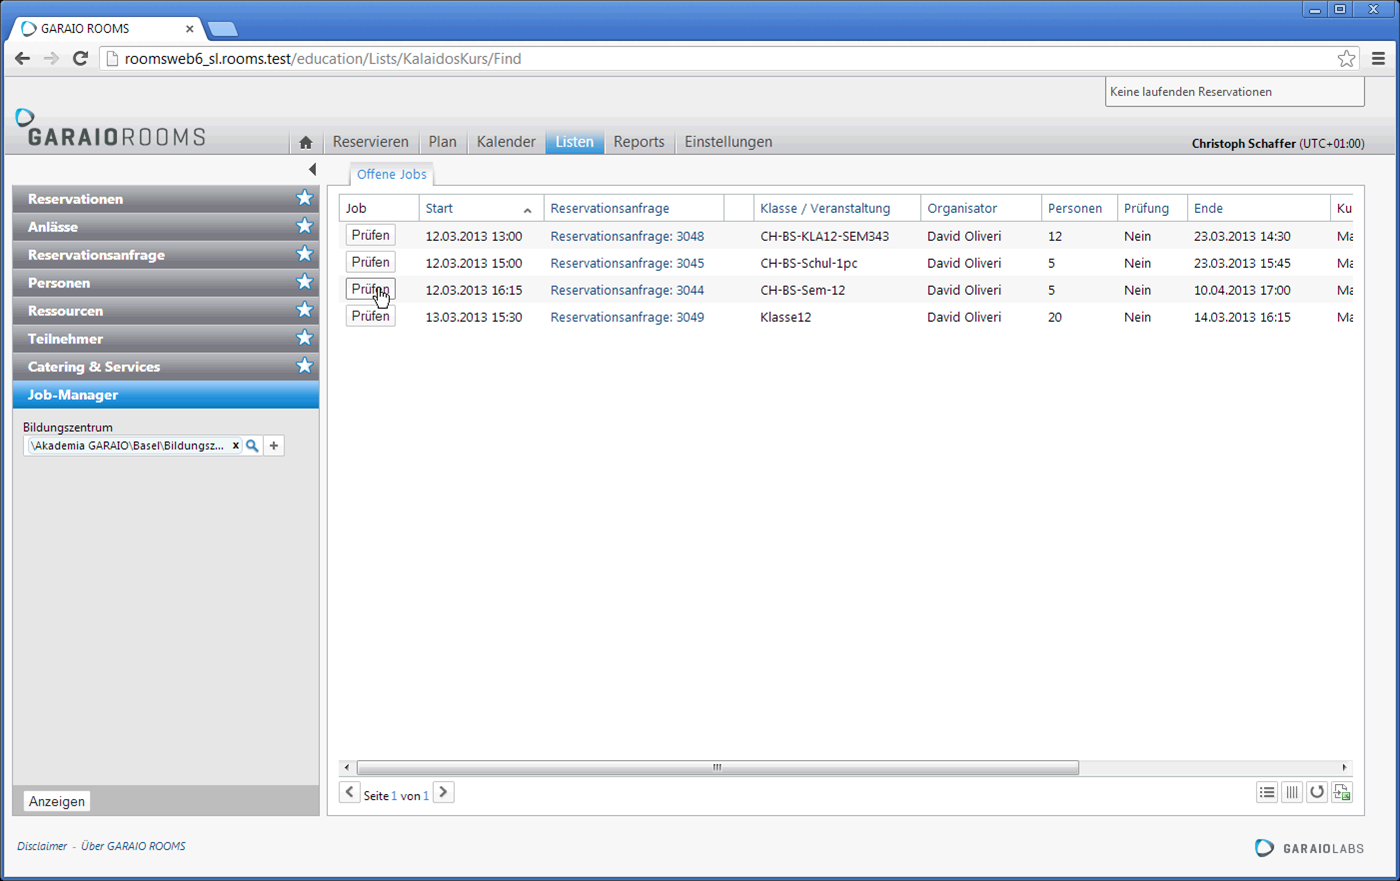 GARAIO ROOMS
roomsweb6_sl.rooms.test/education/Lists/KalaidosKurs/Find
Keine laufenden Reservationen
GARAIOROOMS
Reservieren Plan Kalender Listen Reports Einstellungen
Christoph Schaffer (UTC+01:00)
Offene Jobs
Reservationen
Anlässe
Reservationsanfrage
Personen
Ressourcen
Teilnehmer
Catering & Services
Job-Manager
Bildungszentrum
\Akademia GARAIO\Basel\Bildungsz... x
Anzeigen
Job Start Reservationsanfrage Klasse / Veranstaltung Organisator Personen Prüfung Ende Ku
Prüfen 12.03.2013 13:00 Reservationsanfrage: 3048 CH-BS-KLA12-SEM343 David Oliveri 12 Nein 23.03.2013 14:30 Ma
Prüfen 12.03.2013 15:00 Reservationsanfrage: 3045 CH-BS-Schul-1pc David Oliveri 5 Nein 23.03.2013 15:45 Ma
Prüfen 12.03.2013 16:15 Reservationsanfrage: 3044 CH-BS-Sem-12 David Oliveri 5 Nein 10.04.2013 17:00 Ma
Prüfen 13.03.2013 15:30 Reservationsanfrage: 3049 Klasse12 David Oliveri 20 Nein 14.03.2013 16:15 Ma
Seite 1 von 1
Disclaimer - Über GARAIO ROOMS
GARAIOLABS